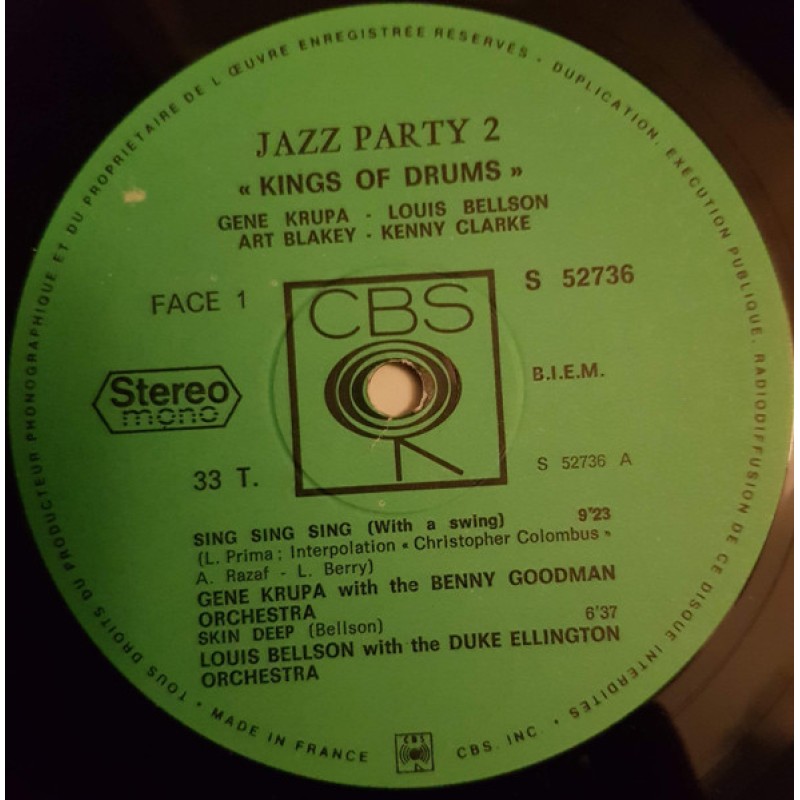 TOUS DROITS DU PRODUCTEUR PHONOGRAPHIQUE ET DU PROPRIETAIRE DE L'ŒUVRE ENREGISTRÉE RÉSERVÉS · DUPLICATION, EXECUTION PUBLIQUE, RADIODIFFUSION DE CE DISQUE INTERDITES ·
JAZZ PARTY 2
« KINGS OF DRUMS »
GENE KRUPA - LOUIS BELLSON
ART BLAKEY - KENNY CLARKE
FACE 1
CBS
S 52736
Stereo
mono
B.I.E.M.
33 T.
S 52736 A
SING SING SING (With a swing) 9'23
(L. Prima : Interpolation « Christopher Colombus »
A. Razaf - L. Berry)
GENE KRUPA with the BENNY GOODMAN
ORCHESTRA
SKIN DEEP (Bellson) 6'37
LOUIS BELLSON with the DUKE ELLINGTON
ORCHESTRA
· MADE IN FRANCE
CBS
CBS. INC. ·